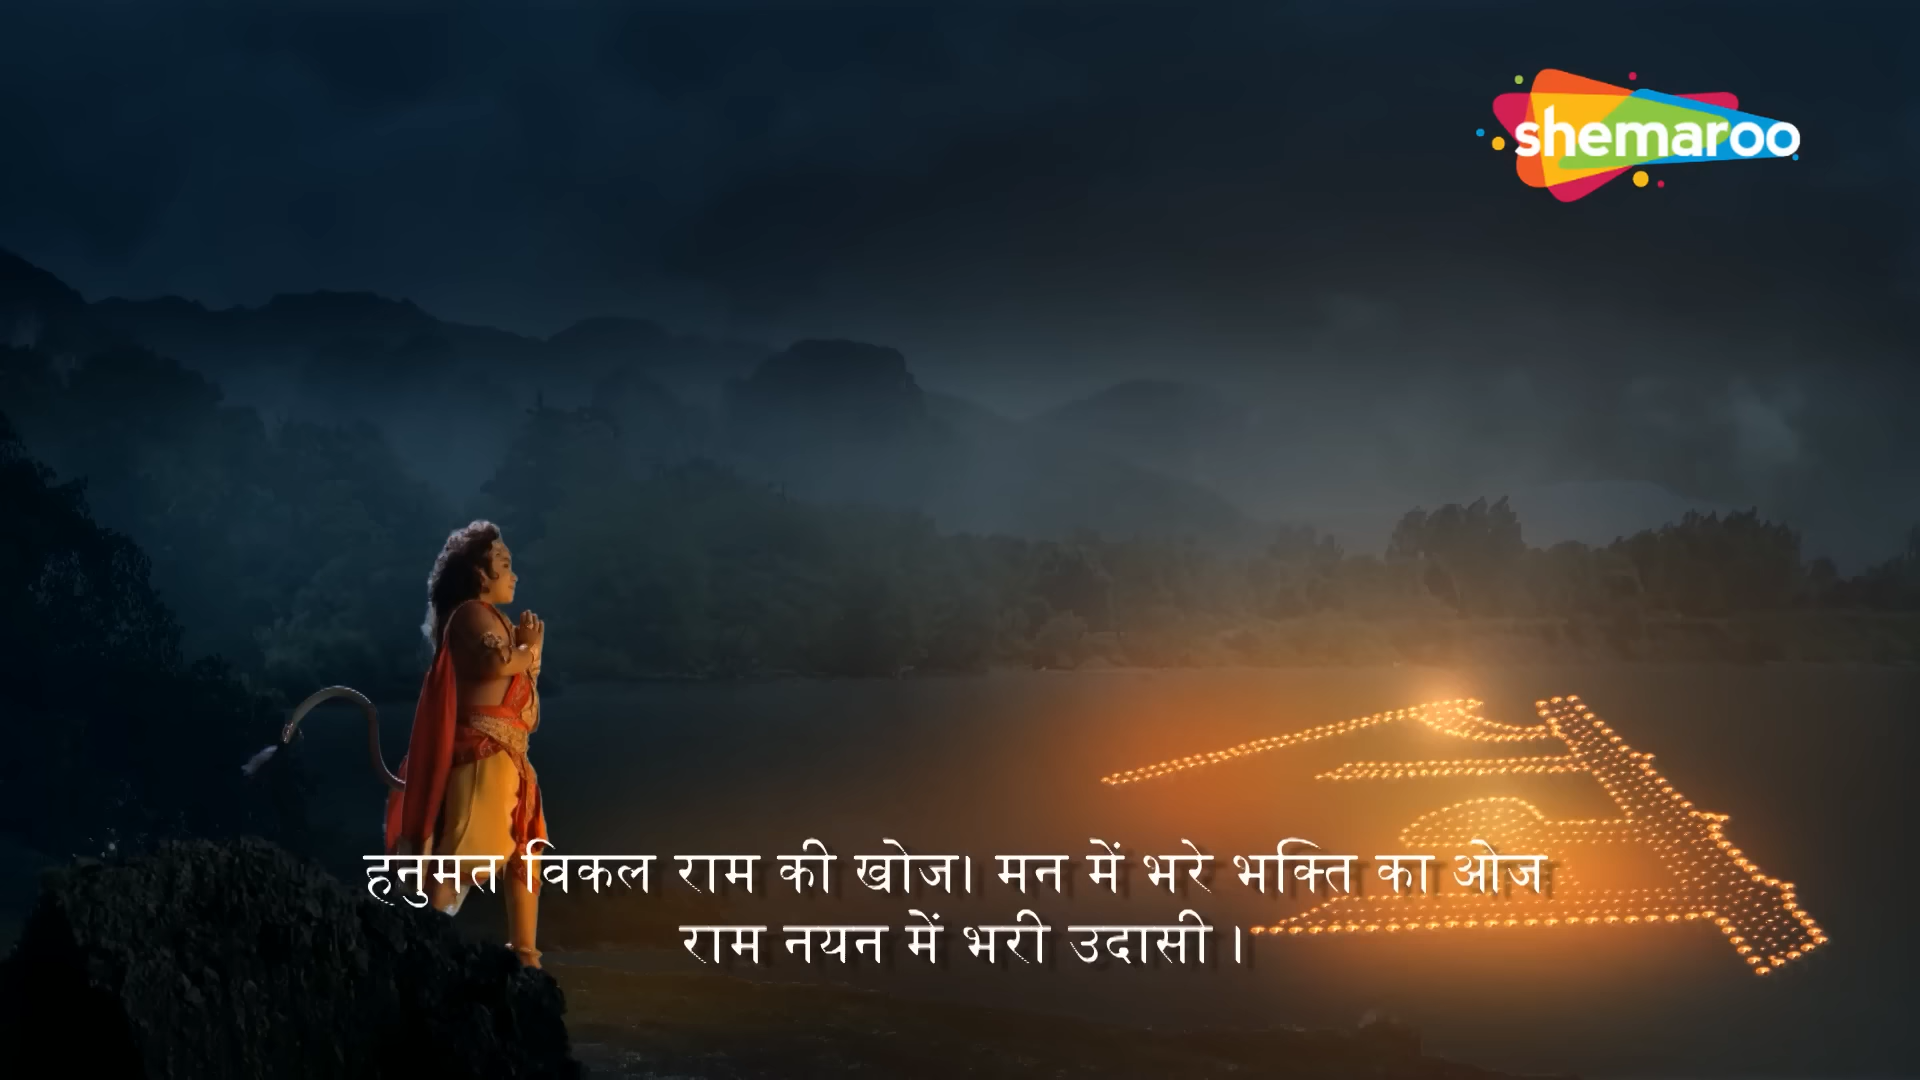 shemaroo
हनुमत विकल राम की खोज। मन में भरे भक्ति का ओज
राम नयन में भरी उदासी ।